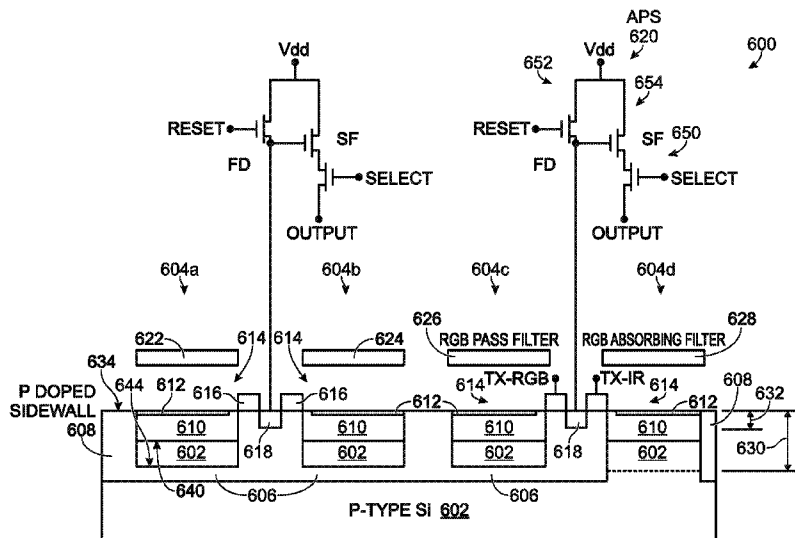 APS
620
600
Vdd
Vdd
652
654
RESET
RESET
SF
SF
650
FD
FD
SELECT
SELECT
OUTPUT
OUTPUT
604a
604b
604c
604d
622
614
614
624
626
RGB PASS FILTER
RGB ABSORBING FILTER
628
634
644
TX-RGB
TX-IR
P DOPED
SIDEWALL
612
616
616
612
614
614
612
608
632
608
610
610
610
610
630
618
618
602
602
602
602
640
606
606
P-TYPE Si 602